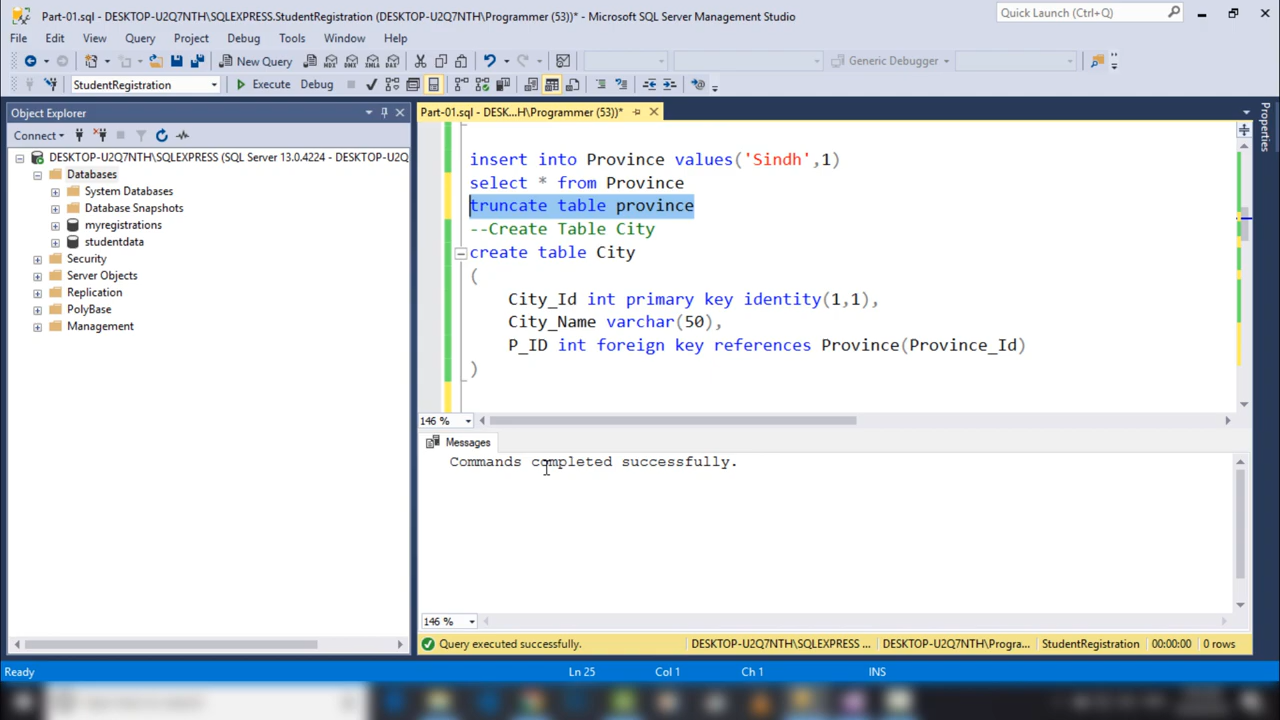 Part-01.sql - DESKTOP-U2Q7NTH\SQLEXPRESS.StudentRegistration (DESKTOP-U2Q7NTH\Programmer (53))* - Microsoft SQL Server Management Studio
Quick Launch (Ctrl+Q)
File Edit View Query Project Debug Tools Window Help
New Query
Generic Debugger
StudentRegistration
Execute Debug
Object Explorer
Connect
DESKTOP-U2Q7NTH\SQLEXPRESS (SQL Server 13.0.4224 - DESKTOP-U2Q
Databases
System Databases
Database Snapshots
myregistrations
studentdata
Security
Server Objects
Replication
PolyBase
Management
Part-01.sql - DESK...H\Programmer (53))*
insert into Province values('Sindh',1)
select * from Province
truncate table province
--Create Table City
create table City
(
City_Id int primary key identity(1,1),
City_Name varchar(50),
P_ID int foreign key references Province(Province_Id)
)
146 %
Messages
Commands completed successfully.
146 %
Query executed successfully.
DESKTOP-U2Q7NTH\SQLEXPRESS ...
DESKTOP-U2Q7NTH\Progra...
StudentRegistration
00:00:00
0 rows
Properties
Ready
Ln 25
Col 1
Ch 1
INS